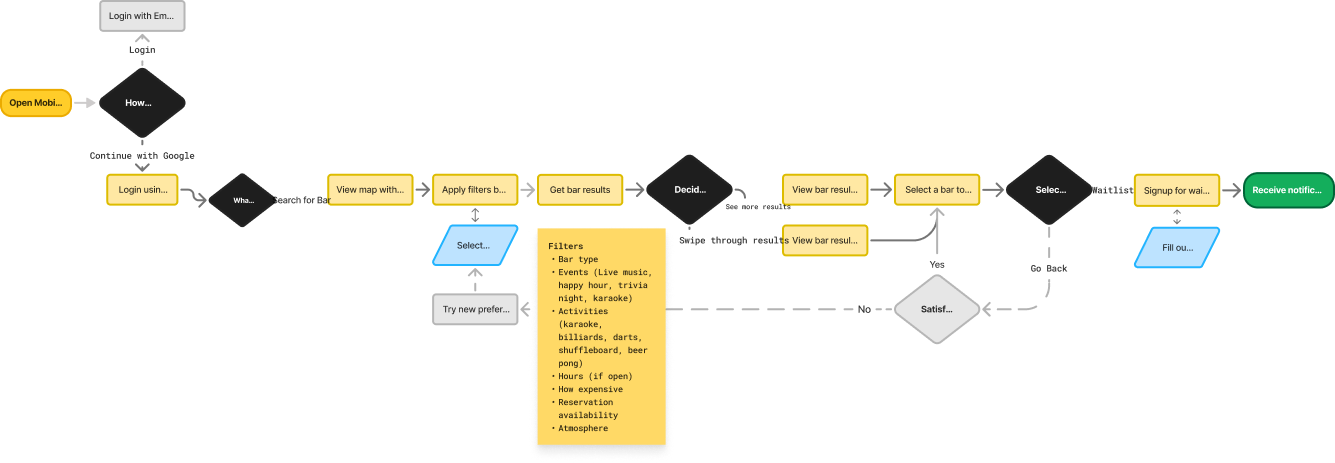 Login with Em...
Login
Open Mobi...
How...
Continue with Google
Login usin...
Wha...
Search for Bar
View map with...
Apply filters b...
Get bar results
Decid...
See more results
Swipe through results
View bar resul...
View bar resul...
Select a bar to...
Selec...
Waitlist
Signup for wai...
Receive notific...
Select...
Fill ou...
Try new prefer...
Yes
No
Satisf...
Go Back
Filters
• Bar type
• Events (Live music,
happy hour, trivia
night, karaoke)
• Activities
(karaoke,
billiards, darts,
shuffleboard, beer
pong)
• Hours (if open)
• How expensive
• Reservation
availability
• Atmosphere